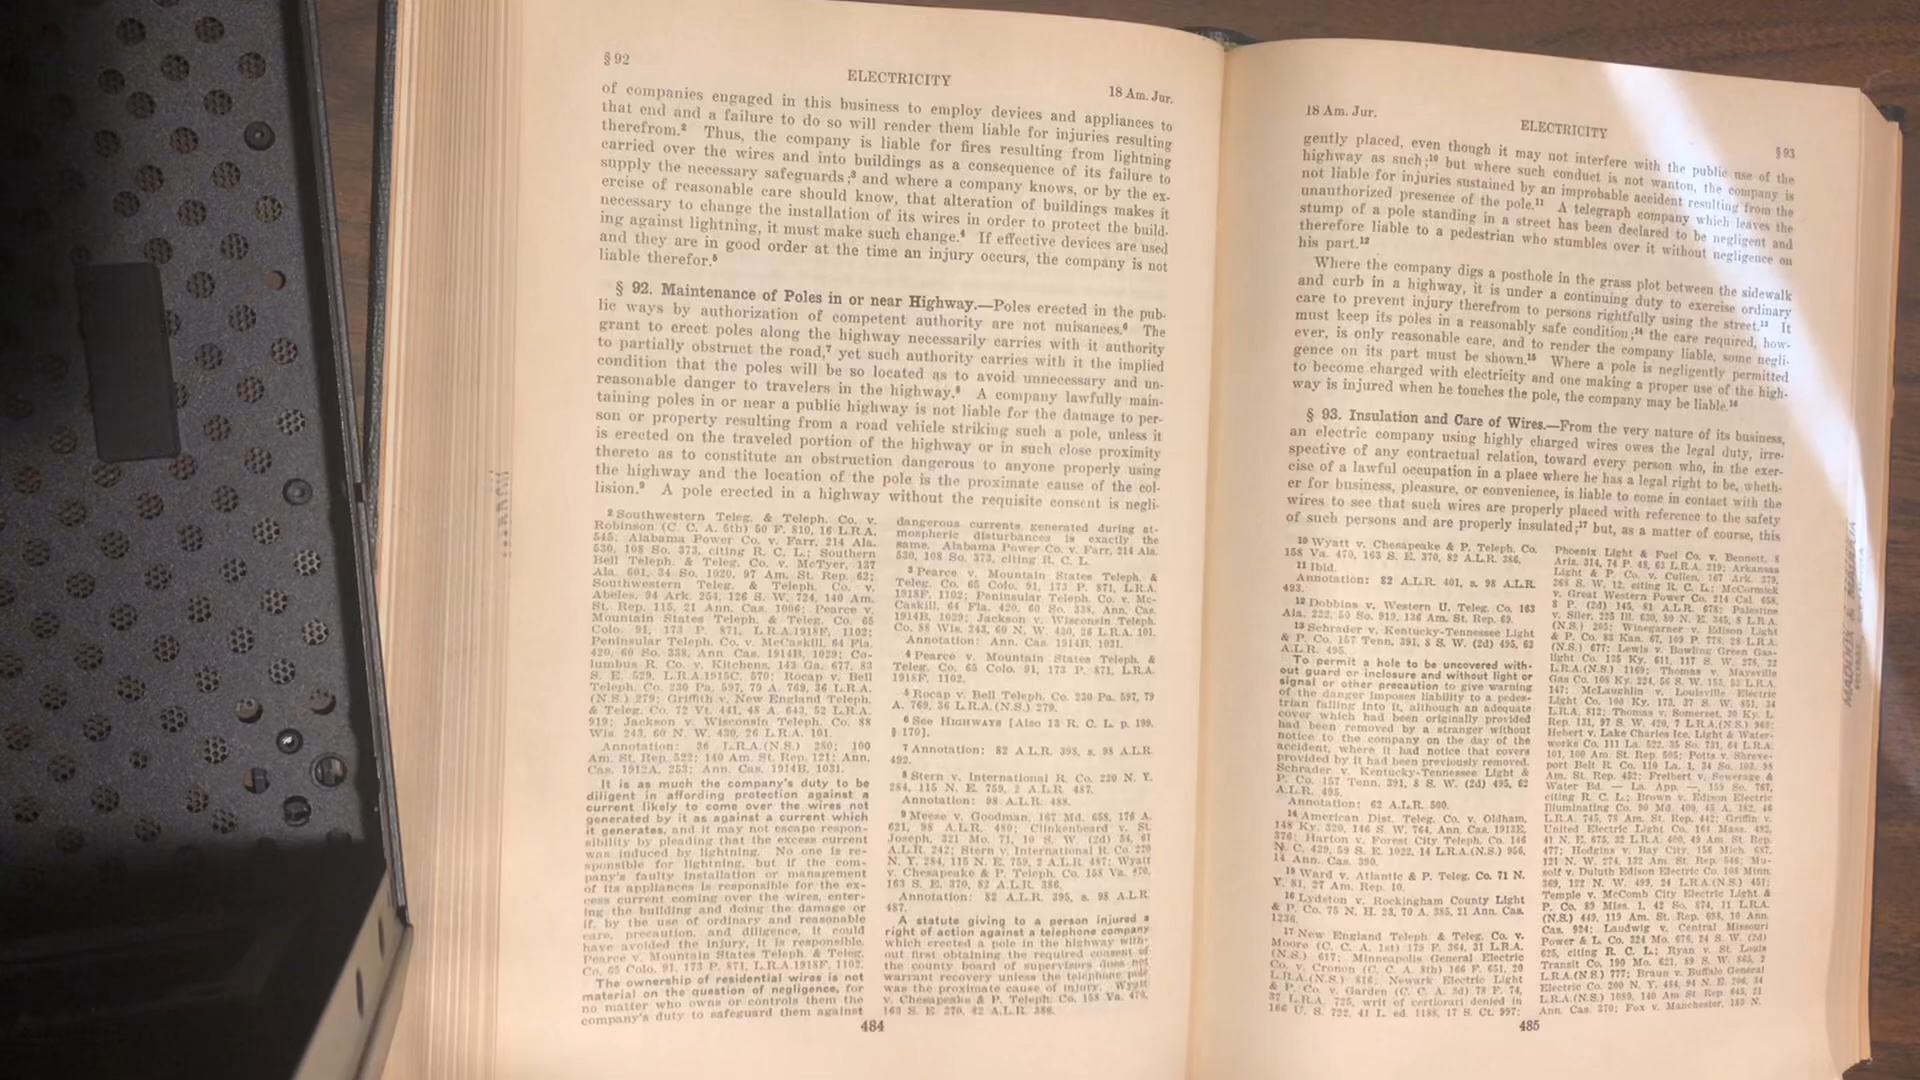 § 92
ELECTRICITY
18 Am. Jur.
of companies engaged in this business to employ devices and appliances to
that end and a failure to do so will render them liable for injuries resulting
therefrom.² Thus, the company is liable for fires resulting from lightning
carried over the wires and into buildings as a consequence of its failure to
supply the necessary safeguards;³ and where a company knows, or by the ex-
ercise of reasonable care should know, that alteration of buildings makes it
necessary to change the installation of its wires in order to protect the build-
ing against lightning, it must make such change.⁴ If effective devices are used
and they are in good order at the time an injury occurs, the company is not
liable therefor.⁵
§ 92. Maintenance of Poles in or near Highway.—Poles erected in the pub-
lic ways by authorization of competent authority are not nuisances.⁶ The
grant to erect poles along the highway necessarily carries with it authority
to partially obstruct the road,⁷ yet such authority carries with it the implied
condition that the poles will be so located as to avoid unnecessary and un-
reasonable danger to travelers in the highway.⁸ A company lawfully main-
taining poles in or near a public highway is not liable for the damage to per-
son or property resulting from a road vehicle striking such a pole, unless it
is erected on the traveled portion of the highway or in such close proximity
thereto as to constitute an obstruction dangerous to anyone properly using
the highway and the location of the pole is the proximate cause of the col-
lision.⁹ A pole erected in a highway without the requisite consent is negli-
² Southwestern Teleg. & Teleph. Co. v.
Robinson (C. C. A. 5th) 50 F. 810, 16 L.R.A.
545; Alabama Power Co. v. Farr, 214 Ala.
530, 108 So. 373, citing R. C. L.; Southern
Bell Teleph. & Teleg. Co. v. McTyer, 137
Ala. 601, 34 So. 1020, 97 Am. St. Rep. 62;
Southwestern Teleg. & Teleph. Co. v.
Abeles, 94 Ark. 254, 126 S. W. 724, 140 Am.
St. Rep. 115, 21 Ann. Cas. 1006; Pearce v.
Mountain States Teleph. & Teleg. Co. 65
Colo. 91, 173 P. 871, L.R.A.1918F, 1102;
Peninsular Teleph. Co. v. McCaskill, 64 Fla.
420, 60 So. 338, Ann. Cas. 1914B, 1029; Co-
lumbus R. Co. v. Kitchens, 142 Ga. 677, 83
S. E. 529, L.R.A.1915C, 570; Rocap v. Bell
Teleph. Co. 230 Pa. 597, 79 A. 769, 36 L.R.A.
(N.S.) 279; Griffith v. New England Teleph.
& Teleg. Co. 72 Vt. 441, 48 A. 643, 52 L.R.A.
919; Jackson v. Wisconsin Teleph. Co. 88
Wis. 243, 60 N. W. 430, 26 L.R.A. 101.
Annotation: 36 L.R.A.(N.S.) 280; 100
Am. St. Rep. 522; 140 Am. St. Rep. 121; Ann.
Cas. 1912A, 253; Ann. Cas. 1914B, 1031.
It is as much the company's duty to be
diligent in affording protection against a
current likely to come over the wires not
generated by it as against a current which
it generates, and it may not escape respon-
sibility by pleading that the excess current
was induced by lightning. No one is re-
sponsible for lightning, but if the com-
pany's faulty installation or management
of its appliances is responsible for the ex-
cess current coming over the wires, enter-
ing the building and doing the damage or
if, by the use of ordinary and reasonable
care, precaution, and diligence, it could
have avoided the injury, it is responsible.
Pearce v. Mountain States Teleph. & Teleg.
Co. 65 Colo. 91, 173 P. 871, L.R.A.1918F, 1102.
The ownership of residential wires is not
material on the question of negligence, for
no matter who owns or controls them the
company's duty to safeguard them against
dangerous currents generated during at-
mospheric disturbances is exactly the
same. Alabama Power Co. v. Farr, 214 Ala.
530, 108 So. 373, citing R. C. L.
³ Pearce v. Mountain States Teleph. &
Teleg. Co. 65 Colo. 91, 173 P. 871, L.R.A.
1918F, 1102; Peninsular Teleph. Co. v. Mc-
Caskill, 64 Fla. 420, 60 So. 338, Ann. Cas.
1914B, 1029; Jackson v. Wisconsin Teleph.
Co. 88 Wis. 243, 60 N. W. 430, 26 L.R.A. 101.
Annotation: Ann. Cas. 1914B, 1031.
⁴ Pearce v. Mountain States Teleph. &
Teleg. Co. 65 Colo. 91, 173 P. 871, L.R.A.
1918F, 1102.
⁵ Rocap v. Bell Teleph. Co. 230 Pa. 597, 79
A. 769, 36 L.R.A.(N.S.) 279.
⁶ See HIGHWAYS [Also 13 R. C. L. p. 199,
§ 170].
⁷ Annotation: 82 A.L.R. 395, s. 98 A.L.R.
492.
⁸ Stern v. International R. Co. 220 N. Y.
284, 115 N. E. 759, 2 A.L.R. 487.
Annotation: 98 A.L.R. 488.
⁹ Meese v. Goodman, 167 Md. 658, 176 A.
621, 98 A.L.R. 480; Clinkenbeard v. St.
Joseph, 321 Mo. 71, 10 S. W. (2d) 54, 61
A.L.R. 242; Stern v. International R. Co. 220
N. Y. 284, 115 N. E. 759, 2 A.L.R. 487; Wyatt
v. Chesapeake & P. Teleph. Co. 158 Va. 470,
163 S. E. 370, 82 A.L.R. 386.
Annotation: 82 A.L.R. 395, s. 98 A.L.R.
487.
A statute giving to a person injured a
right of action against a telephone company
which erected a pole in the highway with-
out first obtaining the required consent of
the county board of supervisors does not
warrant recovery unless the telephone pole
was the proximate cause of injury. Wyatt
v. Chesapeake & P. Teleph. Co. 158 Va. 470,
163 S. E. 370, 82 A.L.R. 386.
484
18 Am. Jur.
ELECTRICITY
§ 93
gently placed, even though it may not interfere with the public use of the
highway as such;¹⁰ but where such conduct is not wanton, the company is
not liable for injuries sustained by an improbable accident resulting from the
unauthorized presence of the pole.¹¹ A telegraph company which leaves the
stump of a pole standing in a street has been declared to be negligent and
therefore liable to a pedestrian who stumbles over it without negligence on
his part.¹²
Where the company digs a posthole in the grass plot between the sidewalk
and curb in a highway, it is under a continuing duty to exercise ordinary
care to prevent injury therefrom to persons rightfully using the street.¹³ It
must keep its poles in a reasonably safe condition;¹⁴ the care required, how-
ever, is only reasonable care, and to render the company liable, some negli-
gence on its part must be shown.¹⁵ Where a pole is negligently permitted
to become charged with electricity and one making a proper use of the high-
way is injured when he touches the pole, the company may be liable.¹⁶
§ 93. Insulation and Care of Wires.—From the very nature of its business,
an electric company using highly charged wires owes the legal duty, irre-
spective of any contractual relation, toward every person who, in the exer-
cise of a lawful occupation in a place where he has a legal right to be, wheth-
er for business, pleasure, or convenience, is liable to come in contact with the
wires to see that such wires are properly placed with reference to the safety
of such persons and are properly insulated;¹⁷ but, as a matter of course, this
¹⁰ Wyatt v. Chesapeake & P. Teleph. Co.
158 Va. 470, 163 S. E. 370, 82 A.L.R. 386.
¹¹ Ibid.
Annotation: 82 A.L.R. 401, s. 98 A.L.R.
493.
¹² Dobbins v. Western U. Teleg. Co. 163
Ala. 222, 50 So. 919, 136 Am. St. Rep. 69.
¹³ Schrader v. Kentucky-Tennessee Light
& P. Co. 157 Tenn. 391, 8 S. W. (2d) 495, 62
A.L.R. 495.
To permit a hole to be uncovered with-
out guard or inclosure and without light or
signal or other precaution to give warning
of the danger imposes liability to a pedes-
trian falling into it, although an adequate
cover which had been originally provided
had been removed by a stranger without
notice to the company on the day of the
accident, where it had notice that covers
provided by it had been previously removed.
Schrader v. Kentucky-Tennessee Light &
P. Co. 157 Tenn. 391, 8 S. W. (2d) 495, 62
A.L.R. 495.
Annotation: 62 A.L.R. 500.
¹⁴ American Dist. Teleg. Co. v. Oldham,
148 Ky. 320, 146 S. W. 764, Ann. Cas. 1913E,
376; Harton v. Forest City Teleph. Co. 146
N. C. 429, 59 S. E. 1022, 14 L.R.A.(N.S.) 956,
14 Ann. Cas. 390.
¹⁵ Ward v. Atlantic & P. Teleg. Co. 71 N.
Y. 81, 27 Am. Rep. 10.
¹⁶ Lydston v. Rockingham County Light
& P. Co. 75 N. H. 23, 70 A. 385, 21 Ann. Cas.
1236.
¹⁷ New England Teleph. & Teleg. Co. v.
Moore (C. C. A. 1st) 179 F. 364, 31 L.R.A.
(N.S.) 617; Minneapolis General Electric
Co. v. Cronon (C. C. A. 8th) 166 F. 651, 20
L.R.A.(N.S.) 816; Newark Electric Light
& P. Co. v. Garden (C. C. A. 3d) 78 F. 74,
37 L.R.A. 725, writ of certiorari denied in
166 U. S. 722, 41 L. ed. 1188, 17 S. Ct. 997;
Phoenix Light & Fuel Co. v. Bennett, 8
Ariz. 314, 74 P. 48, 63 L.R.A. 219; Arkansas
Light & P. Co. v. Cullen, 167 Ark. 379,
268 S. W. 12, citing R. C. L.; McCormick
v. Great Western Power Co. 214 Cal. 658,
8 P. (2d) 145, 81 A.L.R. 678; Palestine
v. Siler, 225 Ill. 630, 80 N. E. 345, 8 L.R.A.
(N.S.) 205; Winegarner v. Edison Light
& P. Co. 83 Kan. 67, 109 P. 778, 28 L.R.A.
(N.S.) 677; Lewis v. Bowling Green Gas-
light Co. 135 Ky. 611, 117 S. W. 278, 22
L.R.A.(N.S.) 1169; Thomas v. Maysville
Gas Co. 108 Ky. 224, 56 S. W. 153, 53 L.R.A.
147; McLaughlin v. Louisville Electric
Light Co. 100 Ky. 173, 37 S. W. 851, 34
L.R.A. 812; Thomas v. Somerset, 30 Ky. L.
Rep. 131, 97 S. W. 420, 7 L.R.A.(N.S.) 963;
Hebert v. Lake Charles Ice, Light & Water-
works Co. 111 La. 522, 35 So. 731, 64 L.R.A.
101, 100 Am. St. Rep. 505; Potts v. Shreve-
port Belt R. Co. 110 La. 1, 34 So. 103, 98
Am. St. Rep. 452; Freibert v. Sewerage &
Water Bd. — La. App. —, 159 So. 767,
citing R. C. L.; Brown v. Edison Electric
Illuminating Co. 90 Md. 400, 45 A. 182, 46
L.R.A. 745, 78 Am. St. Rep. 442; Griffin v.
United Electric Light Co. 164 Mass. 492,
41 N. E. 675, 32 L.R.A. 400, 49 Am. St. Rep.
477; Hodgins v. Bay City, 156 Mich. 687,
121 N. W. 274, 132 Am. St. Rep. 546; Mu-
solf v. Duluth Edison Electric Co. 108 Minn.
369, 122 N. W. 499, 24 L.R.A.(N.S.) 451;
Temple v. McComb City Electric Light &
P. Co. 89 Miss. 1, 42 So. 874, 11 L.R.A.
(N.S.) 449, 119 Am. St. Rep. 698, 10 Ann.
Cas. 924; Laudwig v. Central Missouri
Power & L. Co. 324 Mo. 676, 24 S. W. (2d)
625, citing R. C. L.; Ryan v. St. Louis
Transit Co. 190 Mo. 621, 89 S. W. 865, 2
L.R.A.(N.S.) 777; Braun v. Buffalo General
Electric Co. 200 N. Y. 484, 94 N. E. 206, 34
L.R.A.(N.S.) 1089, 140 Am St Rep. 645, 21
Ann. Cas. 370; Fox v. Manchester, 183 N.
485